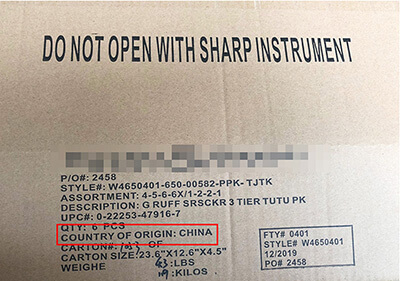 DO NOT OPEN WITH SHARP INSTRUMENT
P/O#: 2458
STYLE#: W4650401-650-00582-PPK- TJTK
ASSORTMENT: 4-5-6-6X/1-2-2-1
DESCRIPTION: G RUFF SRSCKR 3 TIER TUTU PK
UPC#: 0-22253-47916-7
QTY: 6 PCS
COUNTRY OF ORIGIN: CHINA
CARTON#: OF
CARTON SIZE:23.6"X12.6"X4.5"
WEIGHE LBS
KILOS
FTY# 0401
STYLE# W4650401
12/2019
PO# 2458